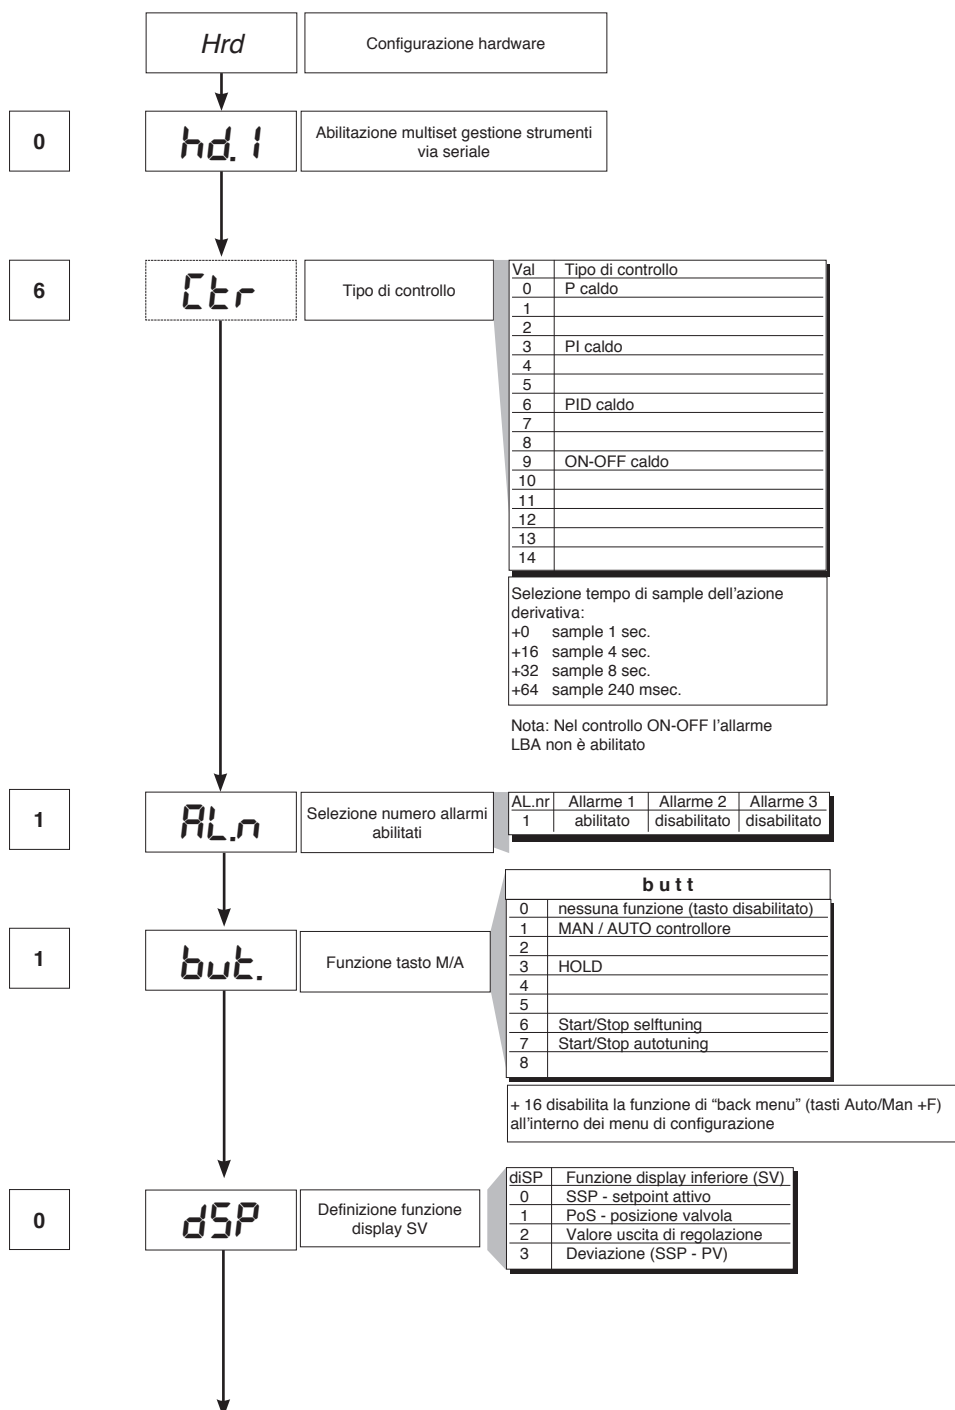 Hrd
Configurazione hardware
0
hd. 1
Abilitazione multiset gestione strumenti
via seriale
6
Ctr
Tipo di controllo
Val Tipo di controllo
0 P caldo
1
2
3 PI caldo
4
5
6 PID caldo
7
8
9 ON-OFF caldo
10
11
12
13
14
Selezione tempo di sample dell'azione
derivativa:
+0 sample 1 sec.
+16 sample 4 sec.
+32 sample 8 sec.
+64 sample 240 msec.
Nota: Nel controllo ON-OFF l'allarme
LBA non è abilitato
1
AL.n
Selezione numero allarmi
abilitati
AL.nr Allarme 1 Allarme 2 Allarme 3
1 abilitato disabilitato disabilitato
1
but.
Funzione tasto M/A
b u t t
0 nessuna funzione (tasto disabilitato)
1 MAN / AUTO controllore
2
3 HOLD
4
5
6 Start/Stop selftuning
7 Start/Stop autotuning
8
+ 16 disabilita la funzione di “back menu” (tasti Auto/Man +F)
all'interno dei menu di configurazione
0
dSP
Definizione funzione
display SV
diSP Funzione display inferiore (SV)
0 SSP - setpoint attivo
1 PoS - posizione valvola
2 Valore uscita di regolazione
3 Deviazione (SSP - PV)